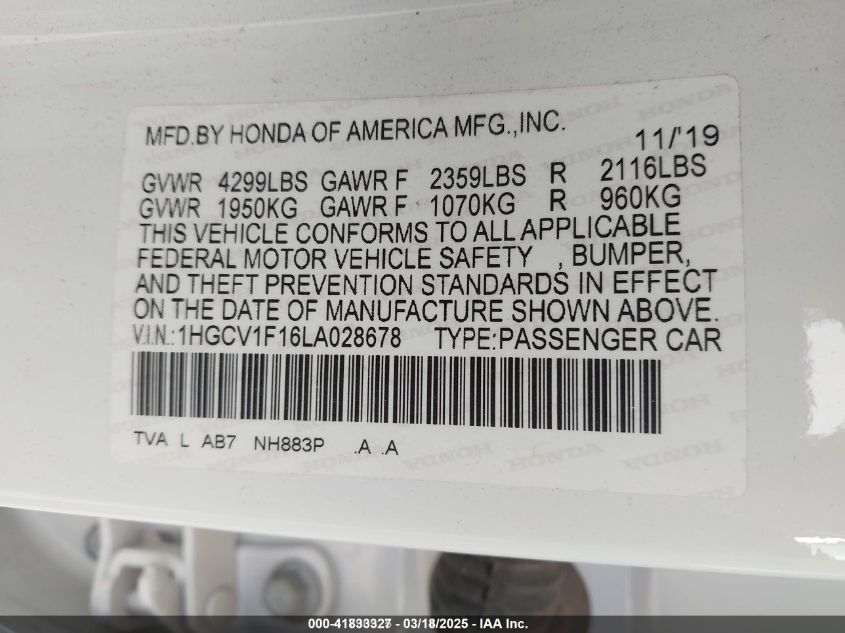 MFD.BY HONDA OF AMERICA MFG.,INC. 11/'19
GVWR 4299LBS GAWR F 2359LBS R 2116LBS
GVWR 1950KG GAWR F 1070KG R 960KG
THIS VEHICLE CONFORMS TO ALL APPLICABLE
FEDERAL MOTOR VEHICLE SAFETY , BUMPER,
AND THEFT PREVENTION STANDARDS IN EFFECT
ON THE DATE OF MANUFACTURE SHOWN ABOVE.
V.I.N.:1HGCV1F16LA028678 TYPE:PASSENGER CAR
TVA L AB7 NH883P .A .A
000-41833327 - 03/18/2025 - IAA Inc.